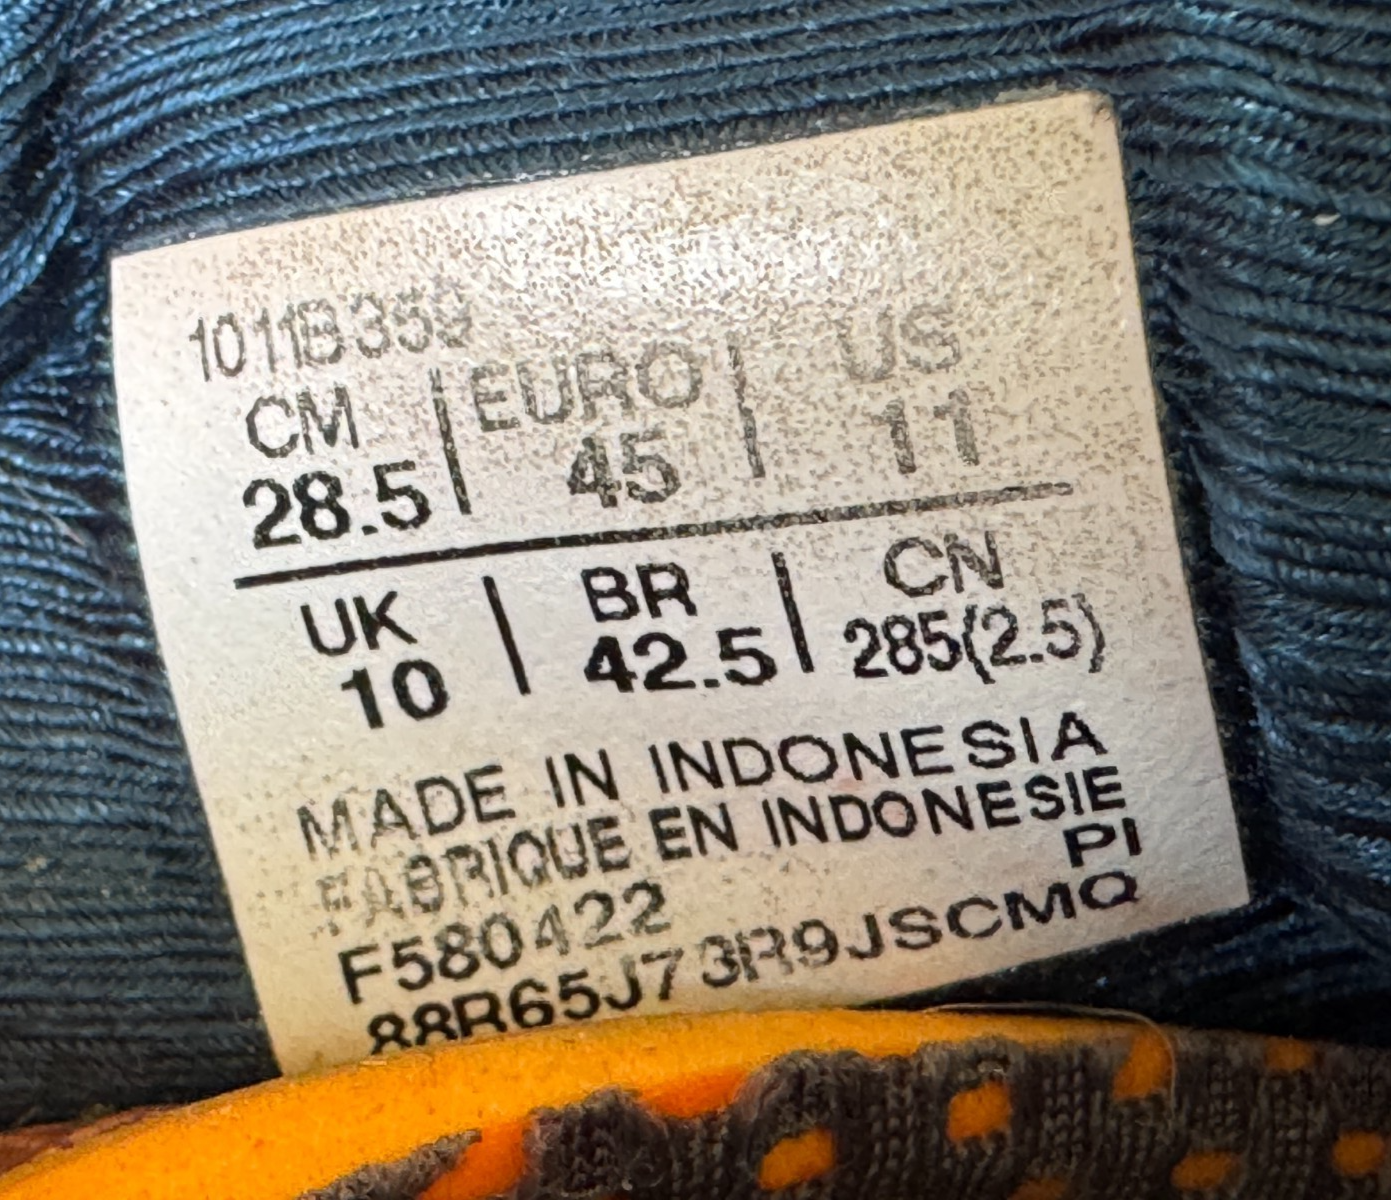 1011B359
CM | EURO | US
28.5 | 45 | 11
UK | BR | CN
10 | 42.5 | 285(2.5)
MADE IN INDONESIA
FABRIQUE EN INDONESIE
PI
F580422
88R65J73R9JSCMQ